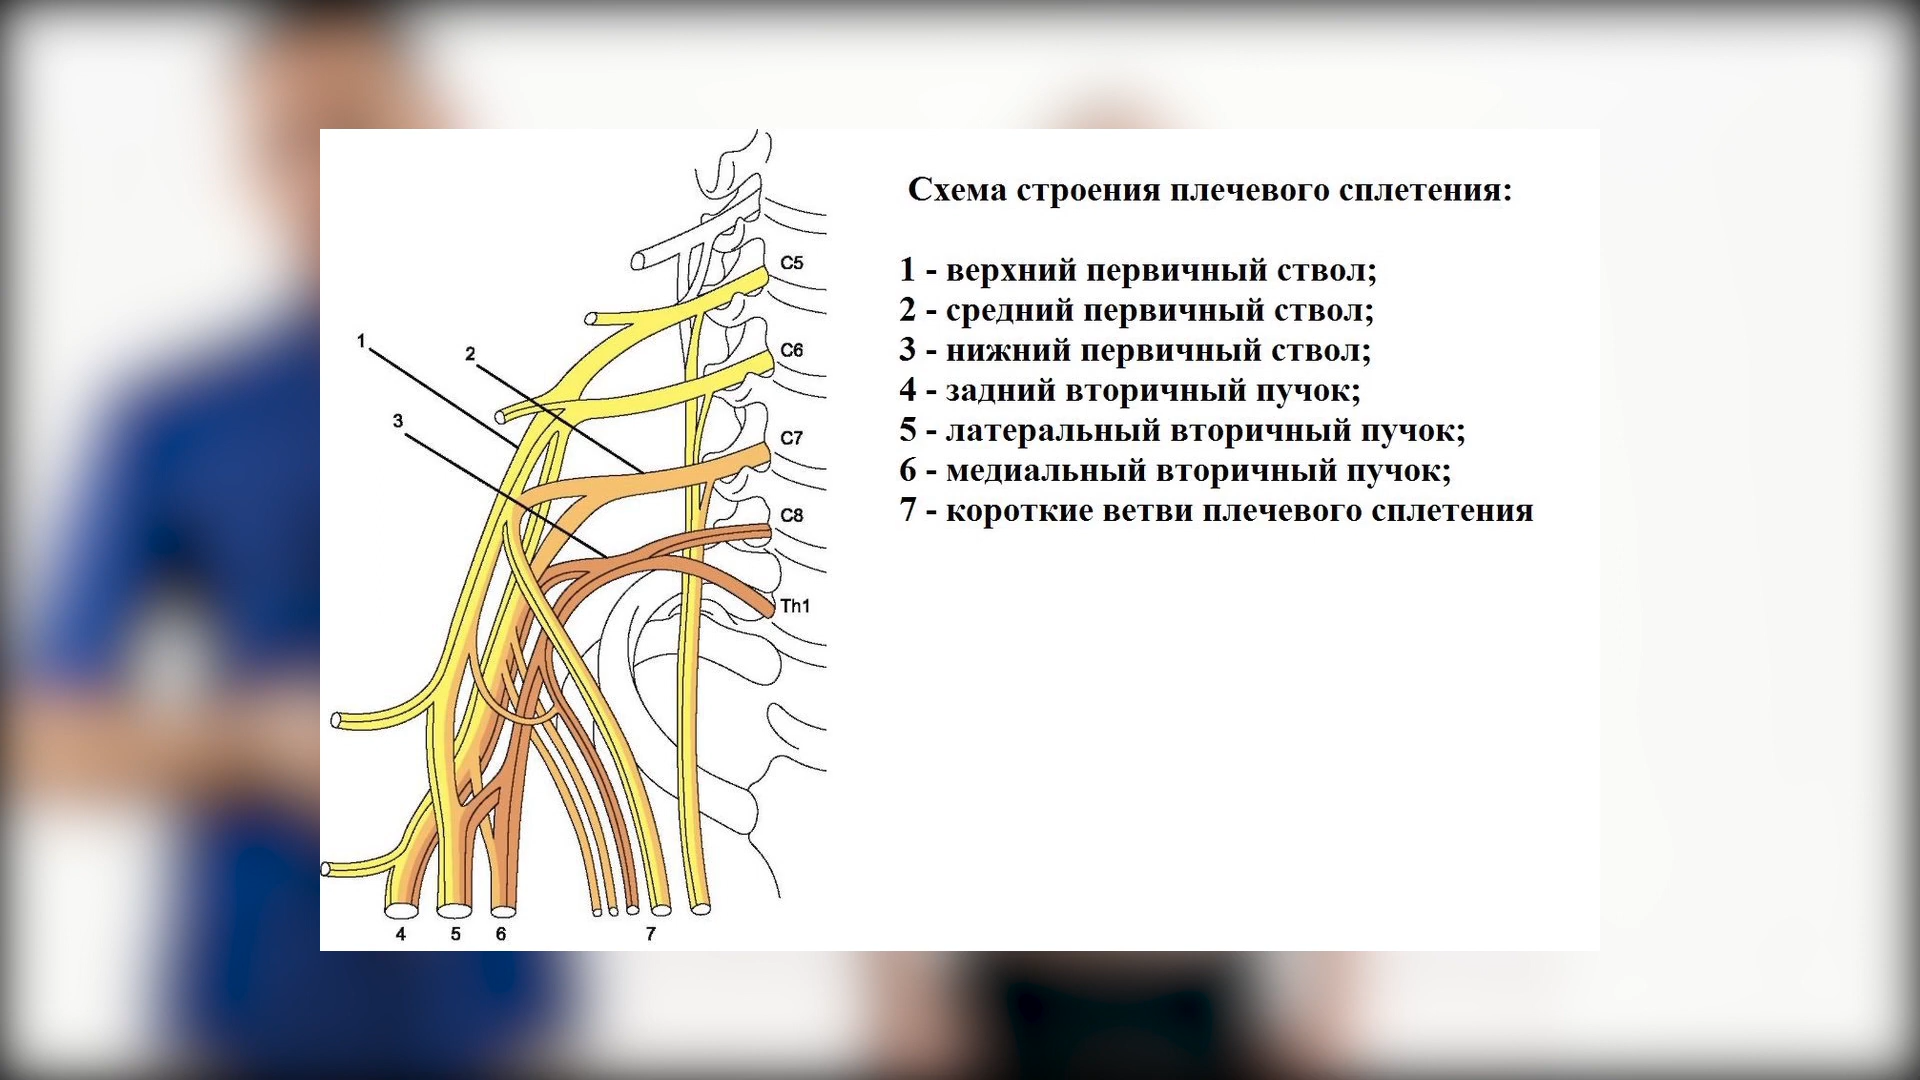 Схема строения плечевого сплетения:
1 - верхний первичный ствол;
2 - средний первичный ствол;
3 - нижний первичный ствол;
4 - задний вторичный пучок;
5 - латеральный вторичный пучок;
6 - медиальный вторичный пучок;
7 - короткие ветви плечевого сплетения
C5
1
2
C6
3
C7
C8
Th1
4 5 6 7